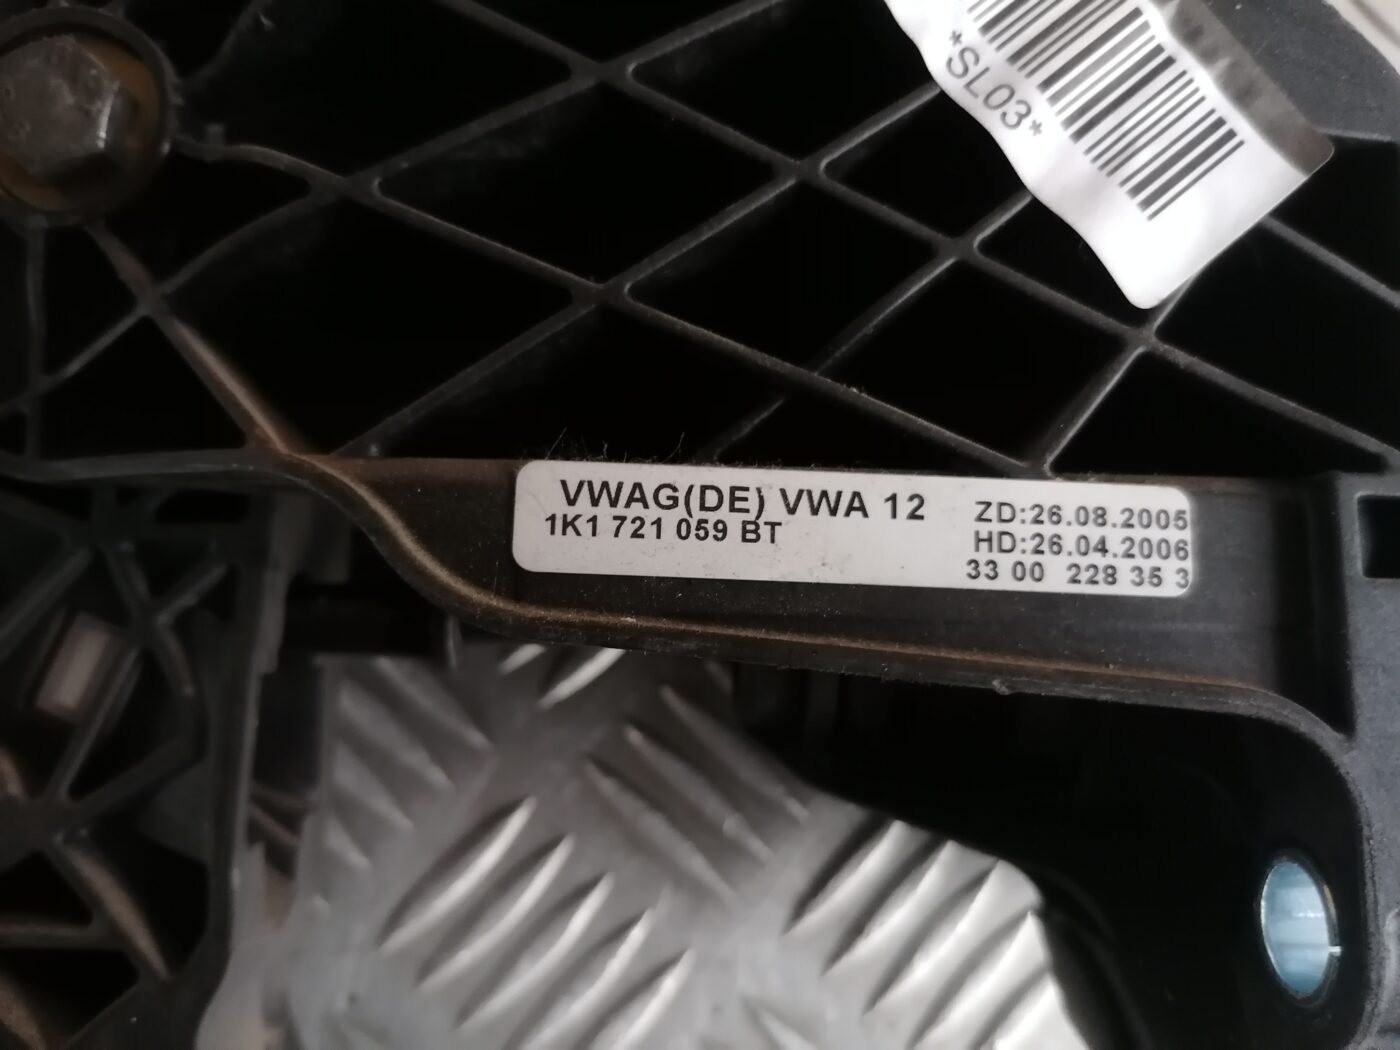 *SL03*
VWAG(DE) VWA 12
1K1 721 059 BT
ZD:26.08.2005
HD:26.04.2006
33 00 228 35 3